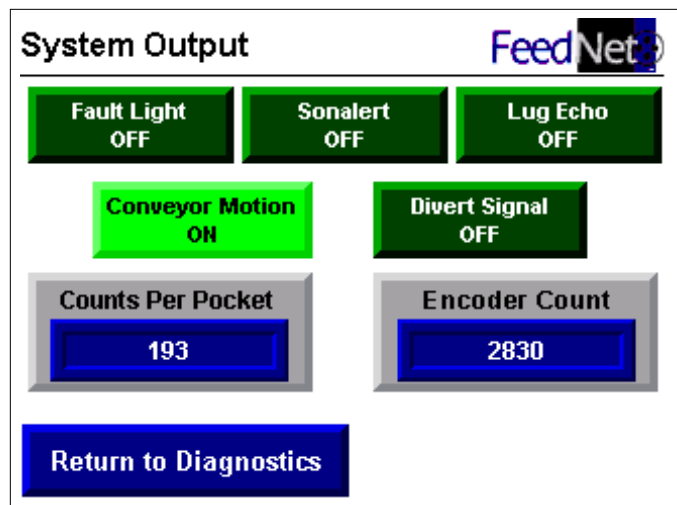 System Output
FeedNet
Fault Light
OFF
Sonalert
OFF
Lug Echo
OFF
Conveyor Motion
ON
Divert Signal
OFF
Counts Per Pocket
193
Encoder Count
2830
Return to Diagnostics